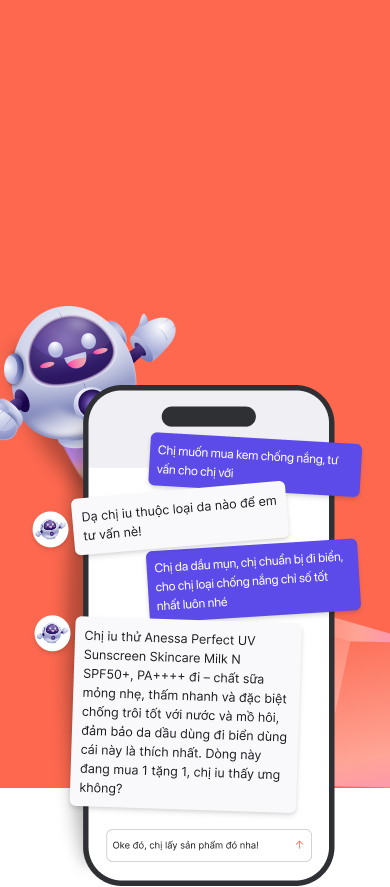 Chị muốn mua kem chống nắng, tư
vấn cho chị với
Dạ chị iu thuộc loại da nào để em
tư vấn nè!
Chị da dầu mụn, chị chuẩn bị đi biển,
cho chị loại chống nắng chỉ số tốt
nhất luôn nhé
Chị iu thử Anessa Perfect UV
Sunscreen Skincare Milk N
SPF50+, PA++++ đi – chất sữa
mỏng nhẹ, thấm nhanh và đặc biệt
chống trôi tốt với nước và mồ hôi,
đảm bảo da dầu dùng đi biển dùng
cái này là thích nhất. Dòng này
đang mua 1 tặng 1, chị iu thấy ưng
không?
Oke đó, chị lấy sản phẩm đó nha!